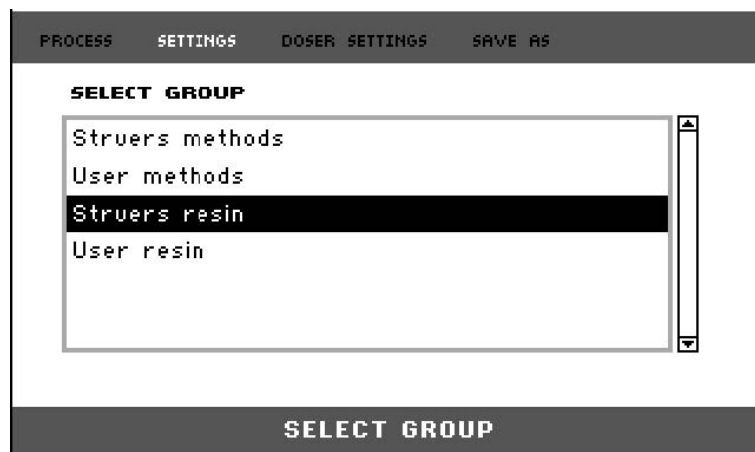 PROCESS SETTINGS DOSER SETTINGS SAVE AS
SELECT GROUP
Struers methods
User methods
Struers resin
User resin
SELECT GROUP